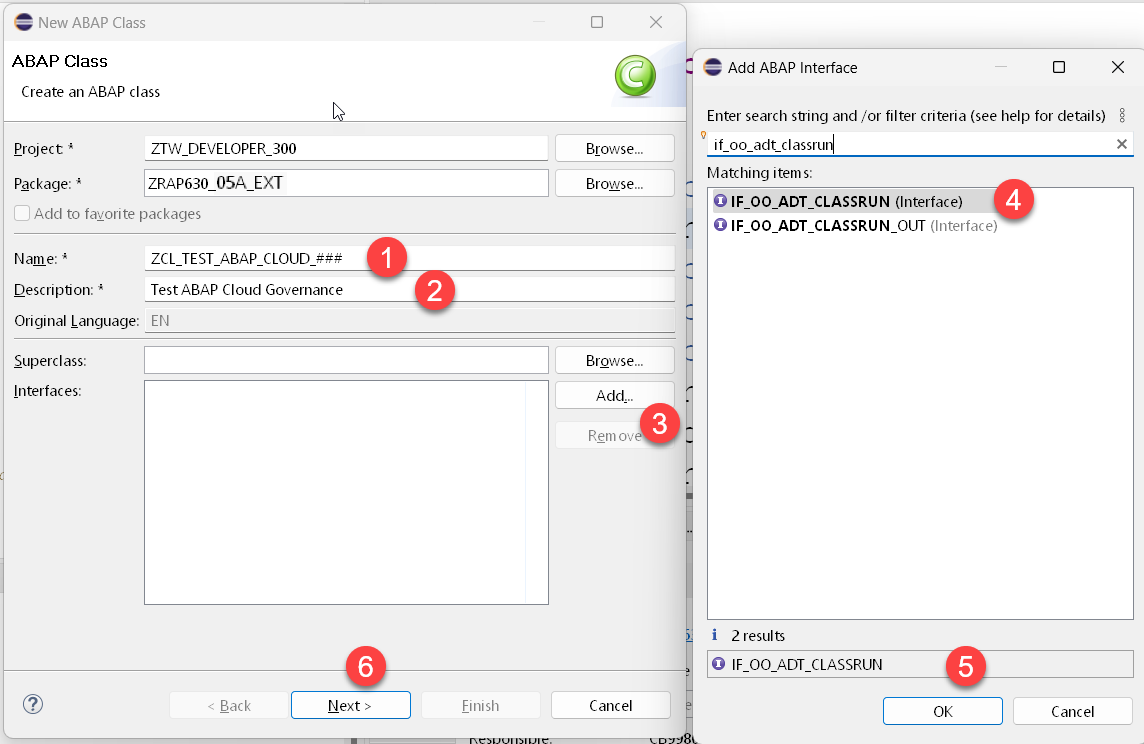 New ABAP Class
ABAP Class
Create an ABAP class
Project: * ZTW_DEVELOPER_300 Browse...
Package: * ZRAP630_05A_EXT Browse...
Add to favorite packages
Name: * ZCL_TEST_ABAP_CLOUD_### 1
Description: * Test ABAP Cloud Governance 2
Original Language: EN
Superclass: Browse...
Interfaces: Add...
Remove 3
6
< Back Next > Finish Cancel
Add ABAP Interface
Enter search string and /or filter criteria (see help for details)
if_oo_adt_classrun
Matching items:
IF_OO_ADT_CLASSRUN (Interface) 4
IF_OO_ADT_CLASSRUN_OUT (Interface)
2 results
IF_OO_ADT_CLASSRUN 5
OK Cancel